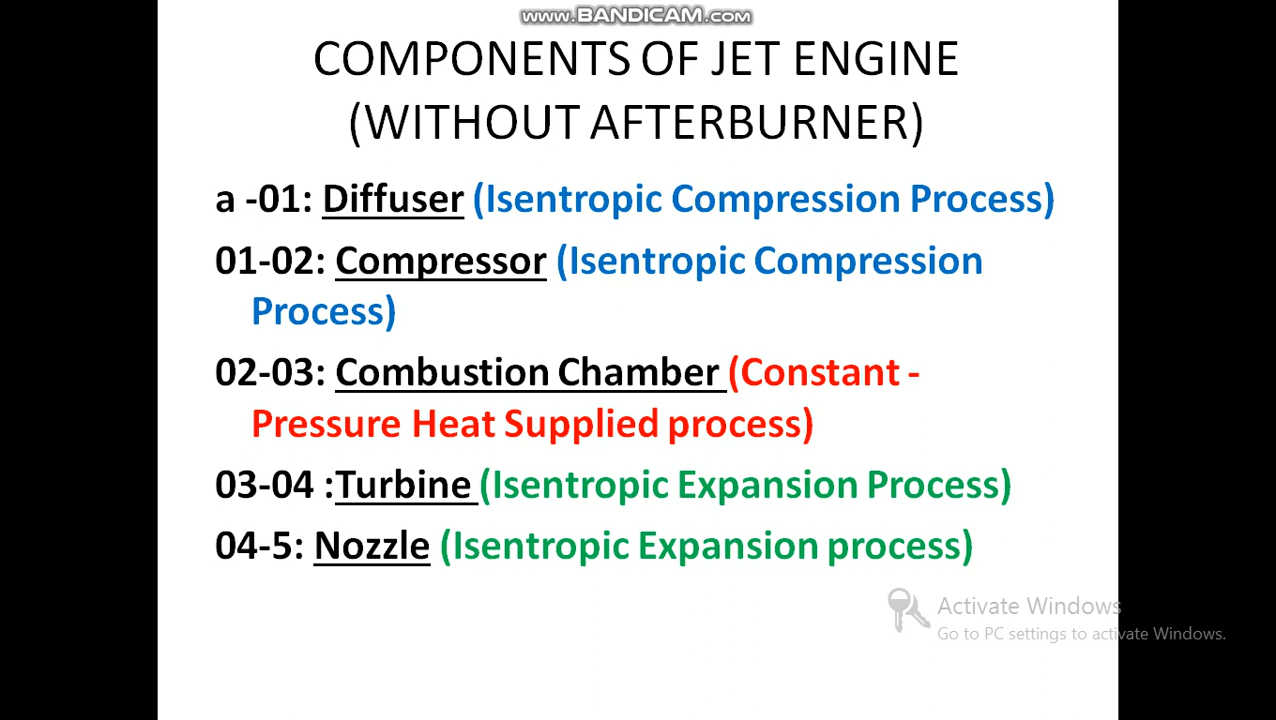 www.BANDICAM.com
COMPONENTS OF JET ENGINE
(WITHOUT AFTERBURNER)
a -01: Diffuser (Isentropic Compression Process)
01-02: Compressor (Isentropic Compression
Process)
02-03: Combustion Chamber (Constant -
Pressure Heat Supplied process)
03-04 :Turbine (Isentropic Expansion Process)
04-5: Nozzle (Isentropic Expansion process)
Activate Windows
Go to PC settings to activate Windows.